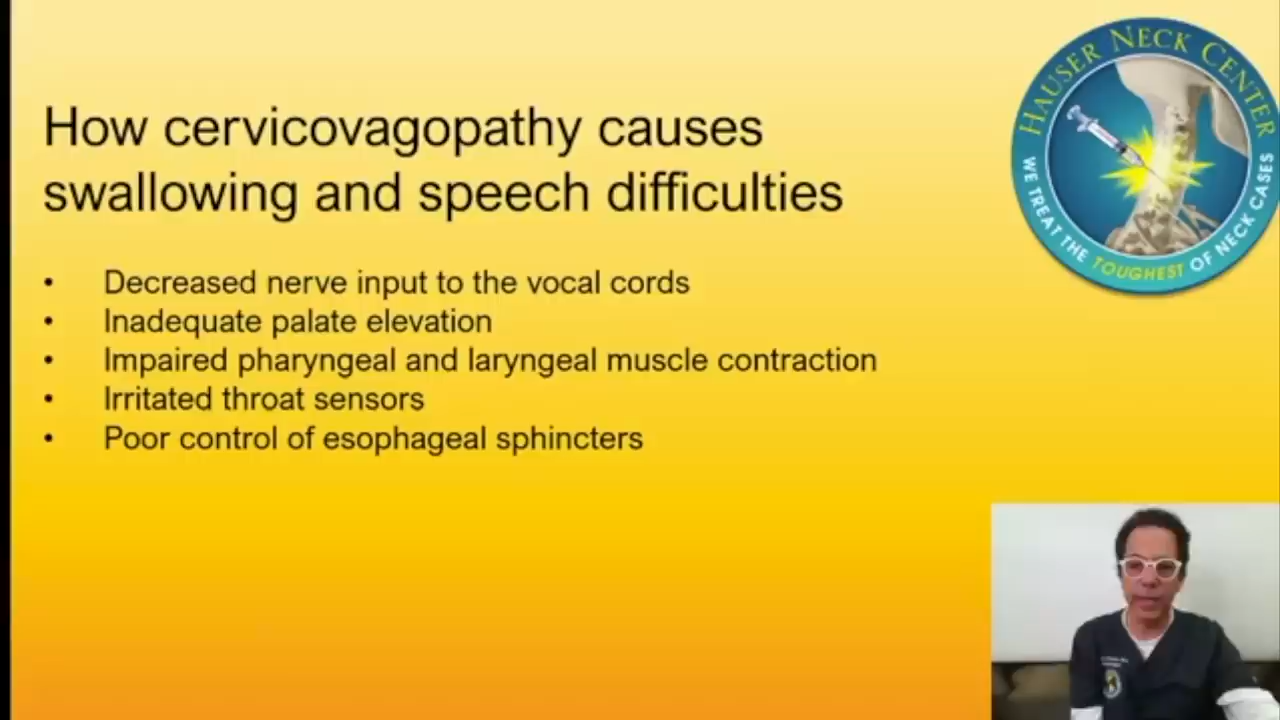 How cervicovagopathy causes
swallowing and speech difficulties
• Decreased nerve input to the vocal cords
• Inadequate palate elevation
• Impaired pharyngeal and laryngeal muscle contraction
• Irritated throat sensors
• Poor control of esophageal sphincters
HAUSER NECK CENTER
WE TREAT THE TOUGHEST OF NECK CASES